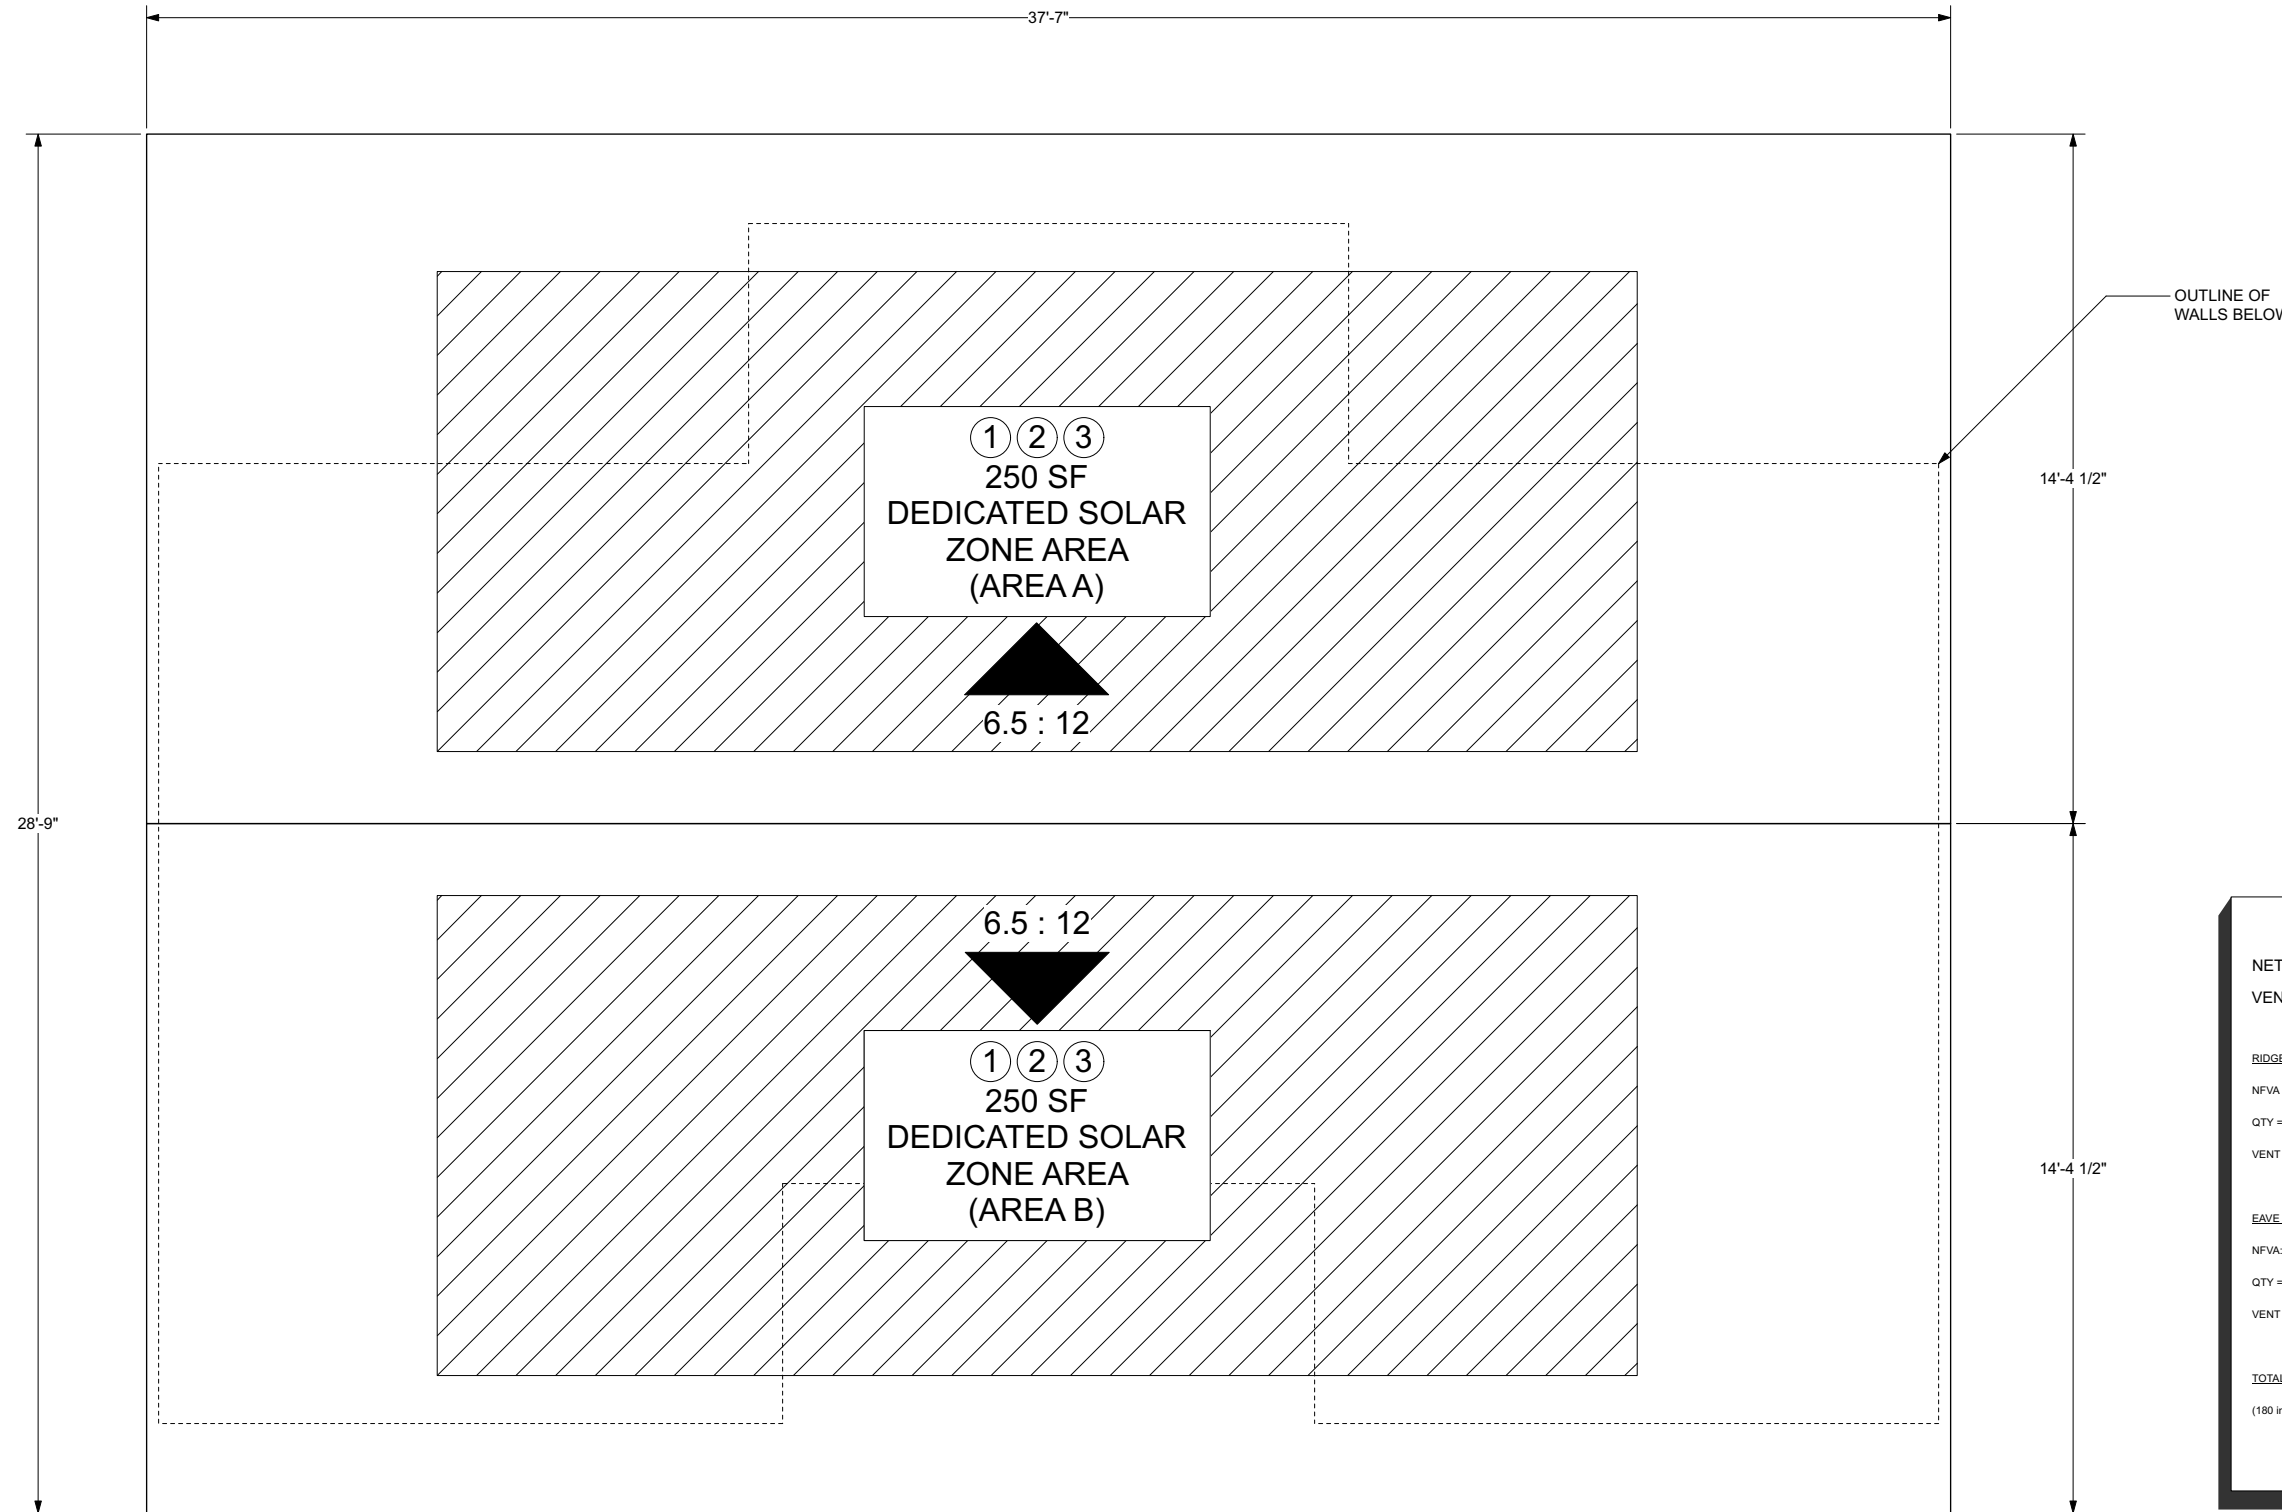 37'-7"
OUTLINE OF
WALLS BELOW
① ② ③
250 SF
DEDICATED SOLAR
ZONE AREA
(AREA A)
6.5 : 12
14'-4 1/2"
28'-9"
6.5 : 12
① ② ③
250 SF
DEDICATED SOLAR
ZONE AREA
(AREA B)
14'-4 1/2"
NET
VEN
RIDGE
NFVA
QTY =
VENT
EAVE
NFVA:
QTY =
VENT
TOTAL
(180 in